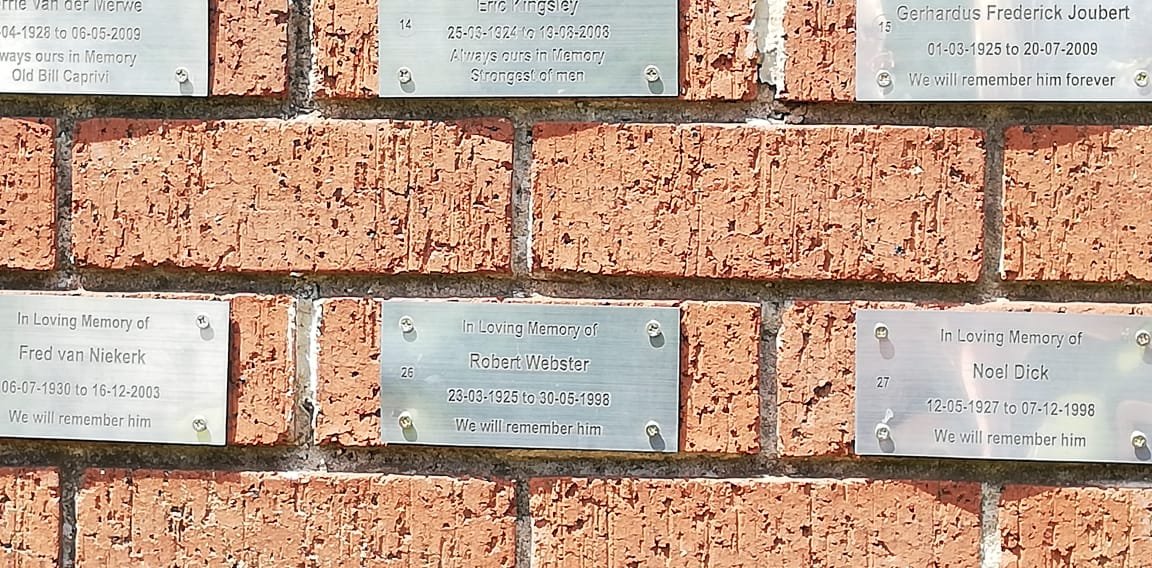 van der Merwe
04-1928 to 06-05-2009
ways ours in Memory
Old Bill Caprivi
14
Eric Kingsley
25-03-1924 to 19-08-2008
Always ours in Memory
Strongest of men
15
Gerhardus Frederick Joubert
01-03-1925 to 20-07-2009
We will remember him forever
In Loving Memory of
Fred van Niekerk
06-07-1930 to 16-12-2003
We will remember him
26
In Loving Memory of
Robert Webster
23-03-1925 to 30-05-1998
We will remember him
27
In Loving Memory of
Noel Dick
12-05-1927 to 07-12-1998
We will remember him